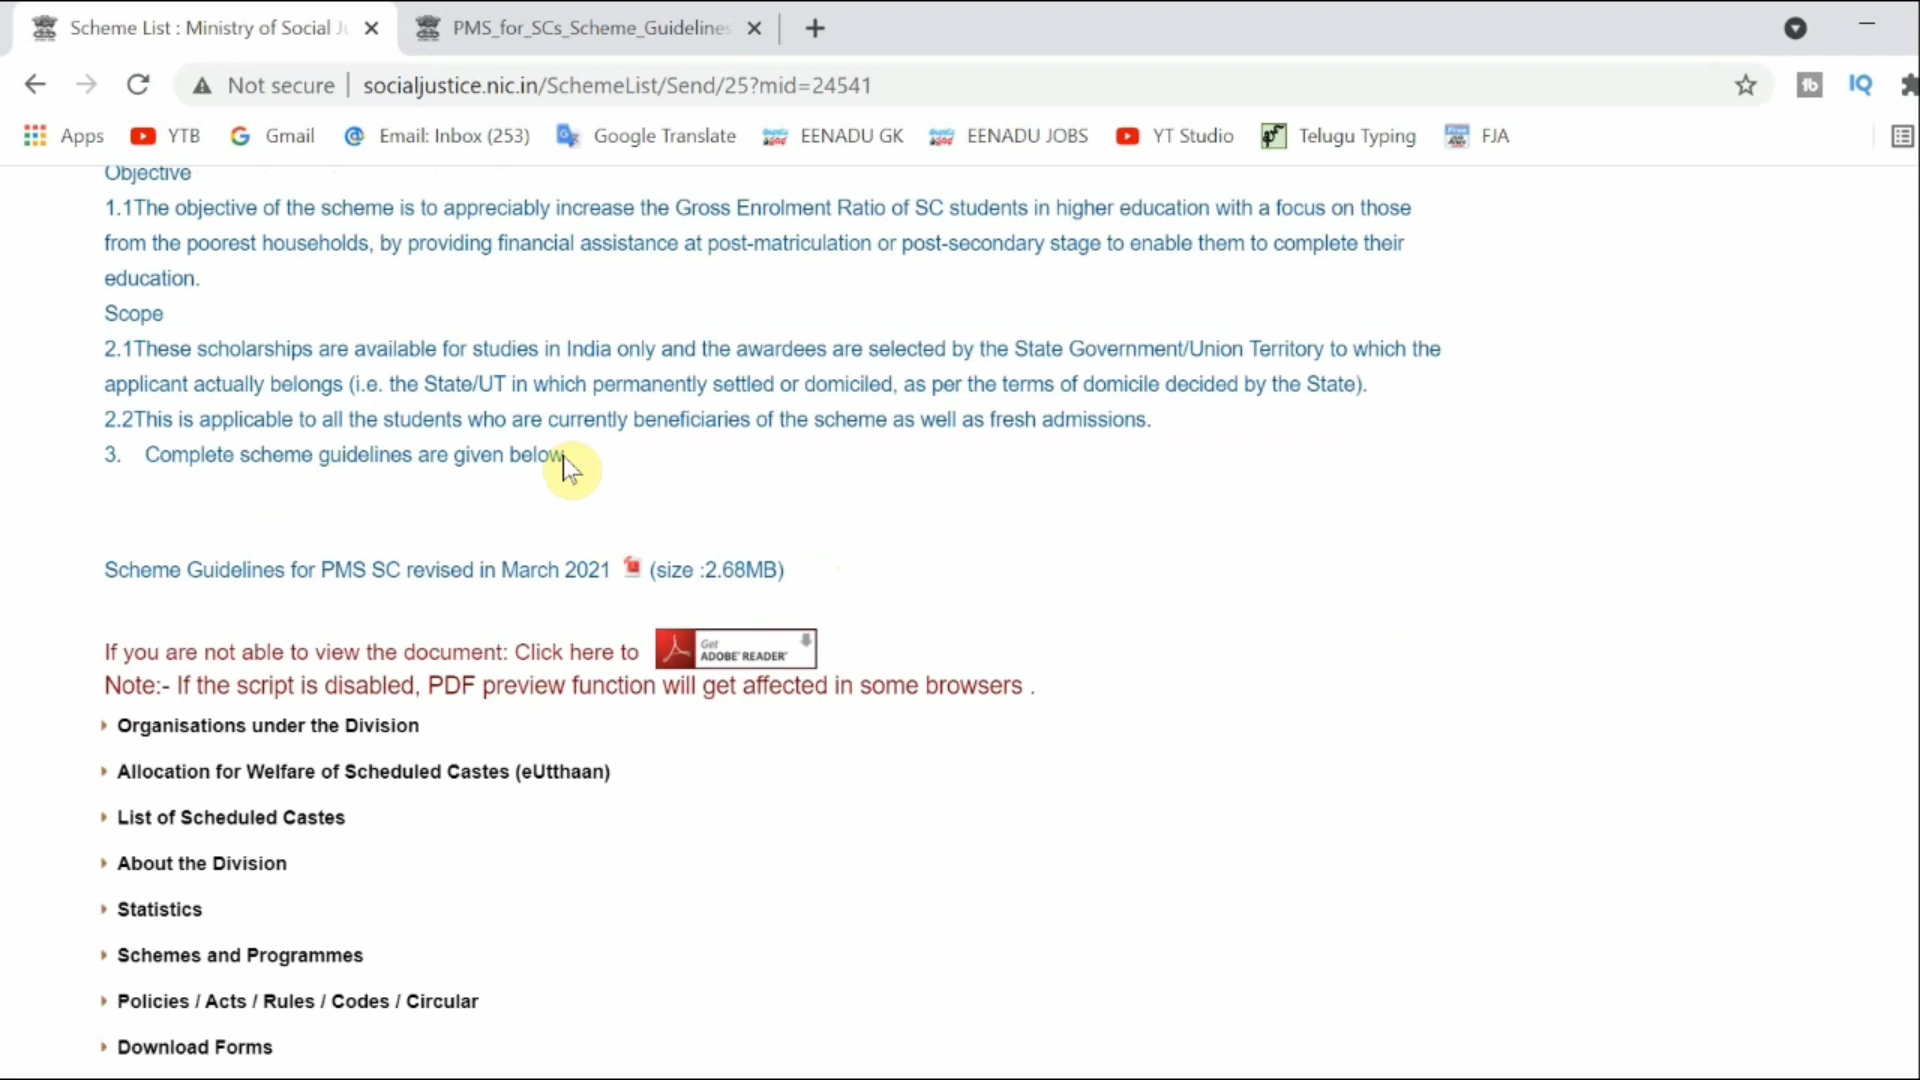 Scheme List : Ministry of Social Ju
PMS_for_SCs_Scheme_Guidelines
Not secure
socialjustice.nic.in/SchemeList/Send/25?mid=24541
tb
IQ
Apps
YTB
Gmail
Email: Inbox (253)
Google Translate
EENADU GK
EENADU JOBS
YT Studio
Telugu Typing
FJA
Objective
1.1The objective of the scheme is to appreciably increase the Gross Enrolment Ratio of SC students in higher education with a focus on those
from the poorest households, by providing financial assistance at post-matriculation or post-secondary stage to enable them to complete their
education.
Scope
2.1These scholarships are available for studies in India only and the awardees are selected by the State Government/Union Territory to which the
applicant actually belongs (i.e. the State/UT in which permanently settled or domiciled, as per the terms of domicile decided by the State).
2.2This is applicable to all the students who are currently beneficiaries of the scheme as well as fresh admissions.
3. Complete scheme guidelines are given below
Scheme Guidelines for PMS SC revised in March 2021 (size :2.68MB)
If you are not able to view the document: Click here to
Get
ADOBE® READER®
Note:- If the script is disabled, PDF preview function will get affected in some browsers .
Organisations under the Division
Allocation for Welfare of Scheduled Castes (eUtthaan)
List of Scheduled Castes
About the Division
Statistics
Schemes and Programmes
Policies / Acts / Rules / Codes / Circular
Download Forms